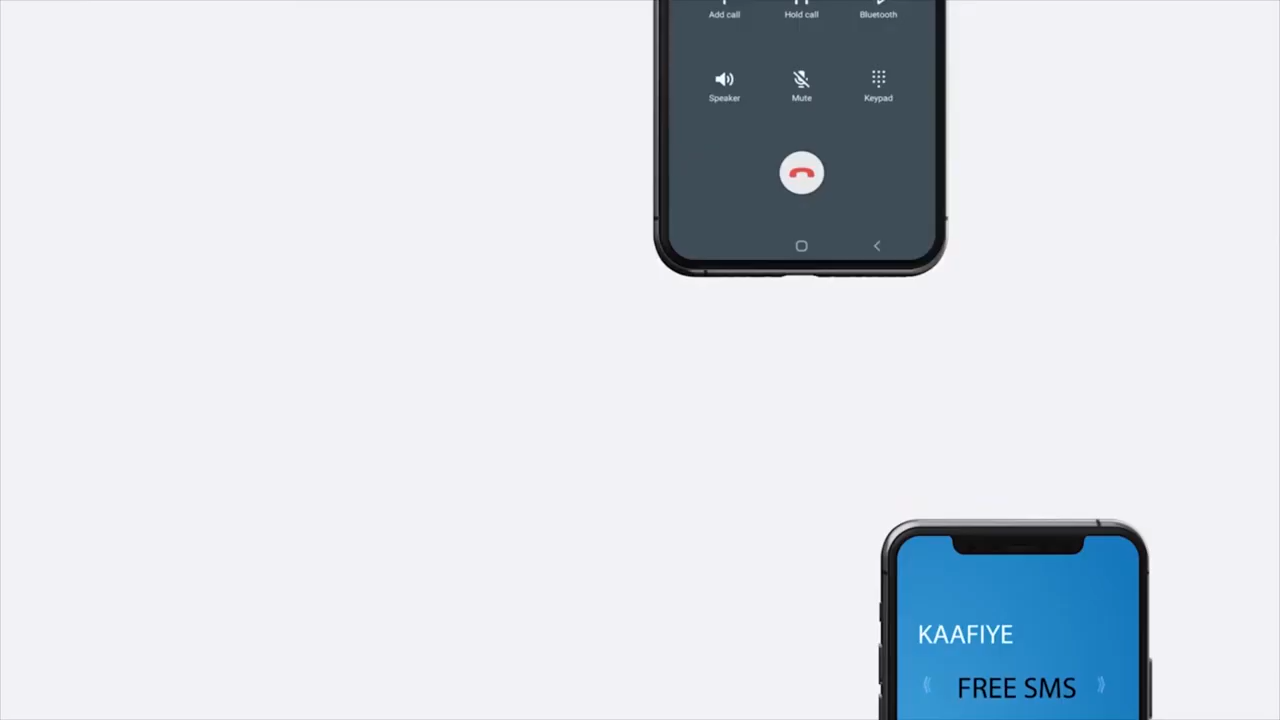 Add call Hold call Bluetooth
Speaker Mute Keypad
KAAFIYE
FREE SMS